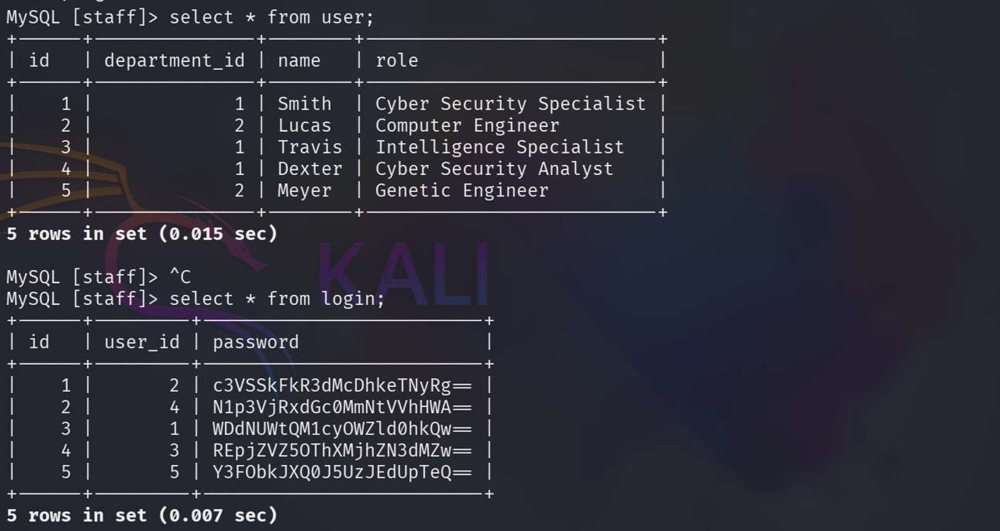 MySQL [staff]> select * from user;
| id | department_id | name | role |
| 1 | 1 | Smith | Cyber Security Specialist |
| 2 | 2 | Lucas | Computer Engineer |
| 3 | 1 | Travis | Intelligence Specialist |
| 4 | 1 | Dexter | Cyber Security Analyst |
| 5 | 2 | Meyer | Genetic Engineer |
5 rows in set (0.015 sec)
KALI
MySQL [staff]> ^C
MySQL [staff]> select * from login;
| id | user_id | password |
| 1 | 2 | c3VSSkFkR3dMcDhkeTNyRg== |
| 2 | 4 | N1p3VjRxdGc0MmNtVVhHWA== |
| 3 | 1 | WDdNUWtQM1cyOWZld0hkQw== |
| 4 | 3 | REpjZVZ5OThXMjhZN3dMZw== |
| 5 | 5 | Y3FObkJXQ0J5UzJEdUpTeQ== |
5 rows in set (0.007 sec)